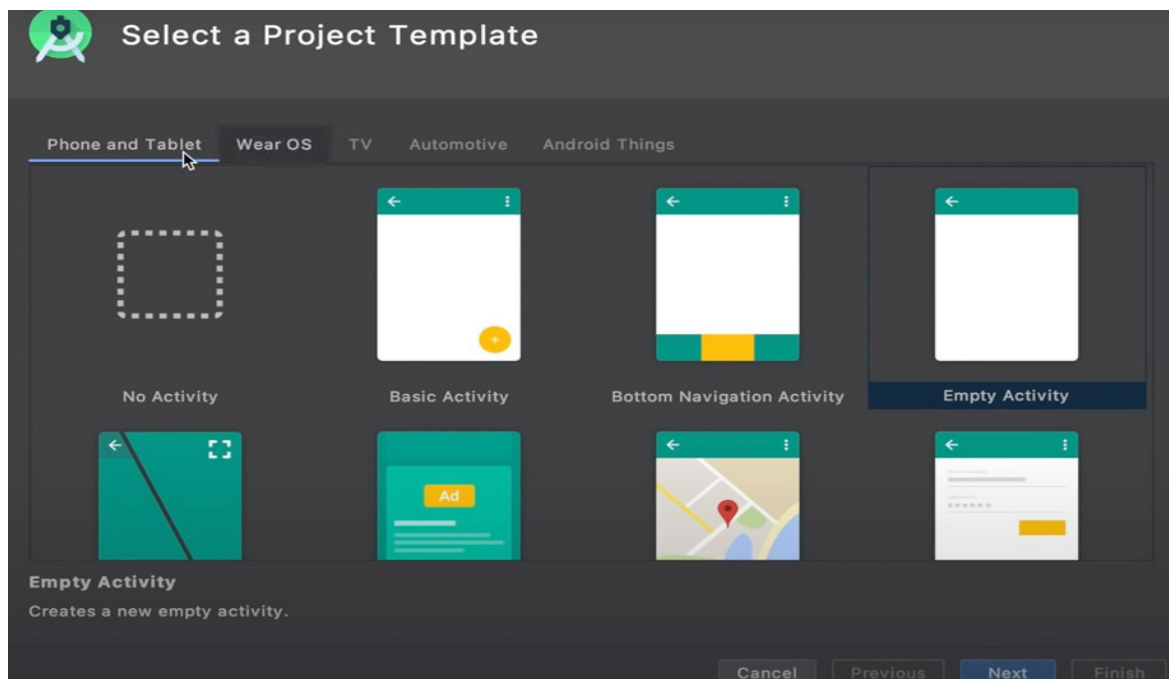 Select a Project Template
Phone and Tablet Wear OS TV Automotive Android Things
No Activity Basic Activity Bottom Navigation Activity Empty Activity
Ad
Empty Activity
Creates a new empty activity.
Cancel Previous Next Finish